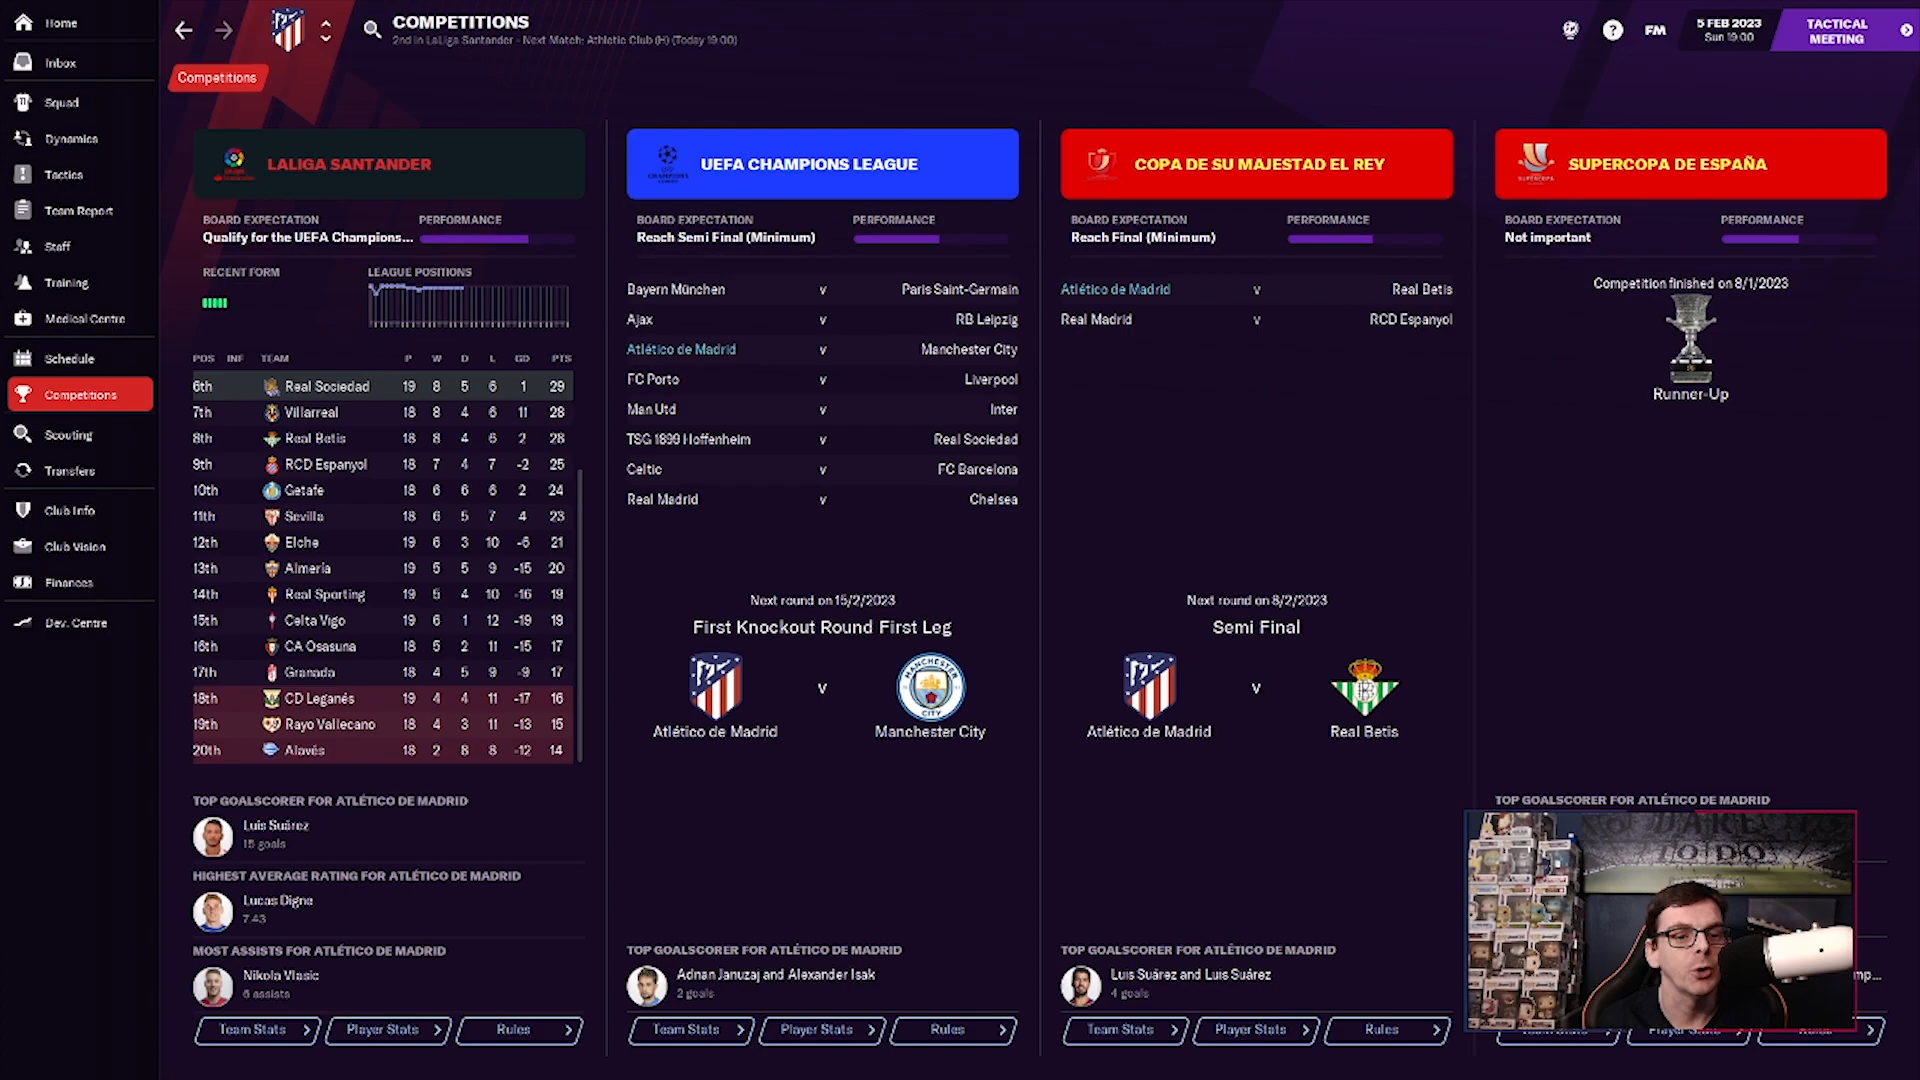 Home
Inbox
Squad
Dynamics
Tactics
Team Report
Staff
Training
Medical Centre
Schedule
Competitions
Scouting
Transfers
Club Info
Club Vision
Finances
Dev. Centre
COMPETITIONS
2nd in LaLiga Santander - Next Match: Athletic Club (H) (Today 19:00)
FM
5 FEB 2023
Sun 19:00
TACTICAL
MEETING
Competitions
LALIGA SANTANDER
BOARD EXPECTATION PERFORMANCE
Qualify for the UEFA Champions...
RECENT FORM LEAGUE POSITIONS
POS INF TEAM P W D L GD PTS
6th Real Sociedad 19 8 5 6 1 29
7th Villarreal 18 8 4 6 11 28
8th Real Betis 18 8 4 6 2 28
9th RCD Espanyol 18 7 4 7 -2 25
10th Getafe 18 6 6 6 2 24
11th Sevilla 18 6 5 7 4 23
12th Elche 19 6 3 10 -6 21
13th Almería 19 5 5 9 -15 20
14th Real Sporting 19 5 4 10 -16 19
15th Celta Vigo 19 6 1 12 -19 19
16th CA Osasuna 18 5 2 11 -15 17
17th Granada 18 4 5 9 -9 17
18th CD Leganés 19 4 4 11 -17 16
19th Rayo Vallecano 18 4 3 11 -13 15
20th Alavés 18 2 8 8 -12 14
TOP GOALSCORER FOR ATLÉTICO DE MADRID
Luis Suárez
15 goals
HIGHEST AVERAGE RATING FOR ATLÉTICO DE MADRID
Lucas Digne
7.43
MOST ASSISTS FOR ATLÉTICO DE MADRID
Nikola Vlasic
6 assists
Team Stats Player Stats Rules
UEFA CHAMPIONS LEAGUE
BOARD EXPECTATION PERFORMANCE
Reach Semi Final (Minimum)
Bayern München v Paris Saint-Germain
Ajax v RB Leipzig
Atlético de Madrid v Manchester City
FC Porto v Liverpool
Man Utd v Inter
TSG 1899 Hoffenheim v Real Sociedad
Celtic v FC Barcelona
Real Madrid v Chelsea
Next round on 15/2/2023
First Knockout Round First Leg
MANCHESTER
CITY
v
Atlético de Madrid Manchester City
TOP GOALSCORER FOR ATLÉTICO DE MADRID
Adnan Januzaj and Alexander Isak
2 goals
Team Stats Player Stats Rules
COPA DE SU MAJESTAD EL REY
BOARD EXPECTATION PERFORMANCE
Reach Final (Minimum)
Atlético de Madrid v Real Betis
Real Madrid v RCD Espanyol
Next round on 8/2/2023
Semi Final
v
Atlético de Madrid Real Betis
TOP GOALSCORER FOR ATLÉTICO DE MADRID
Luis Suárez and Luis Suárez
4 goals
Team Stats Player Stats Rules
SUPERCOPA DE ESPAÑA
BOARD EXPECTATION PERFORMANCE
Not important
Competition finished on 8/1/2023
Runner-Up
TOP GOALSCORER FOR ATLÉTICO DE MADRID
DARE
TO DO
mp...
Player Stats